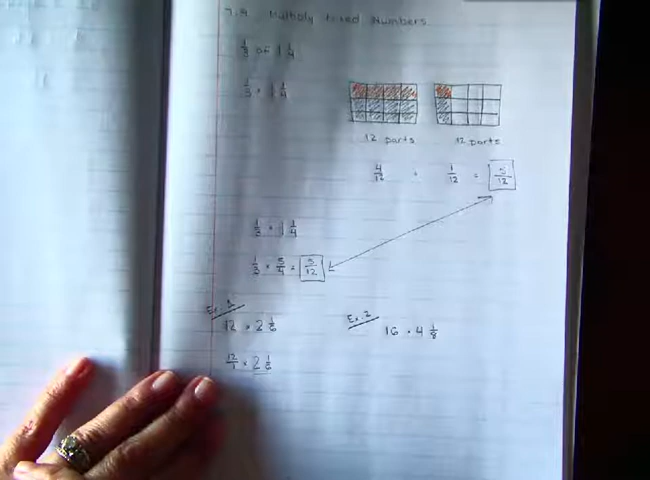 7.4 Multiply Mixed Numbers
1/3 of 1 1/4
1/3 × 1 1/4
12 parts 12 parts
4/12 + 1/12 = 5/12
1/3 × 1 1/4
1/3 × 5/4 = 5/12
Ex. 1
12 × 2 1/6
12/1 × 2 1/6
Ex. 2
16 × 4 1/8